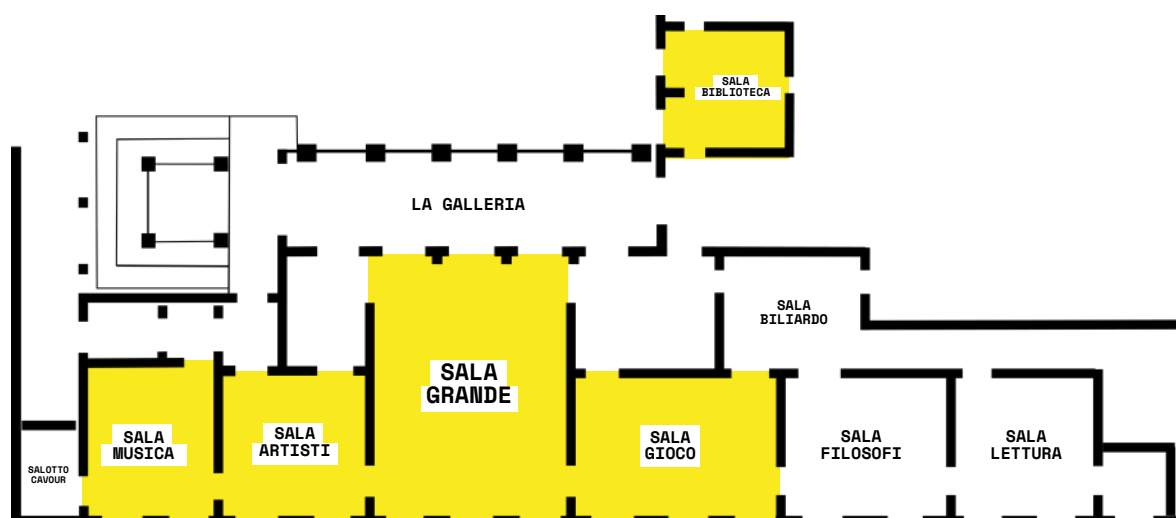 SALA
BIBLIOTECA
LA GALLERIA
SALA
BILIARDO
SALA
GRANDE
SALA
MUSICA
SALA
ARTISTI
SALA
GIOCO
SALA
FILOSOFI
SALA
LETTURA
SALOTTO
CAVOUR